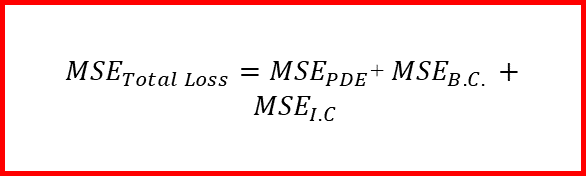 MSE_{Total Loss} = MSE_{PDE} + MSE_{B.C.} +
MSE_{I.C}